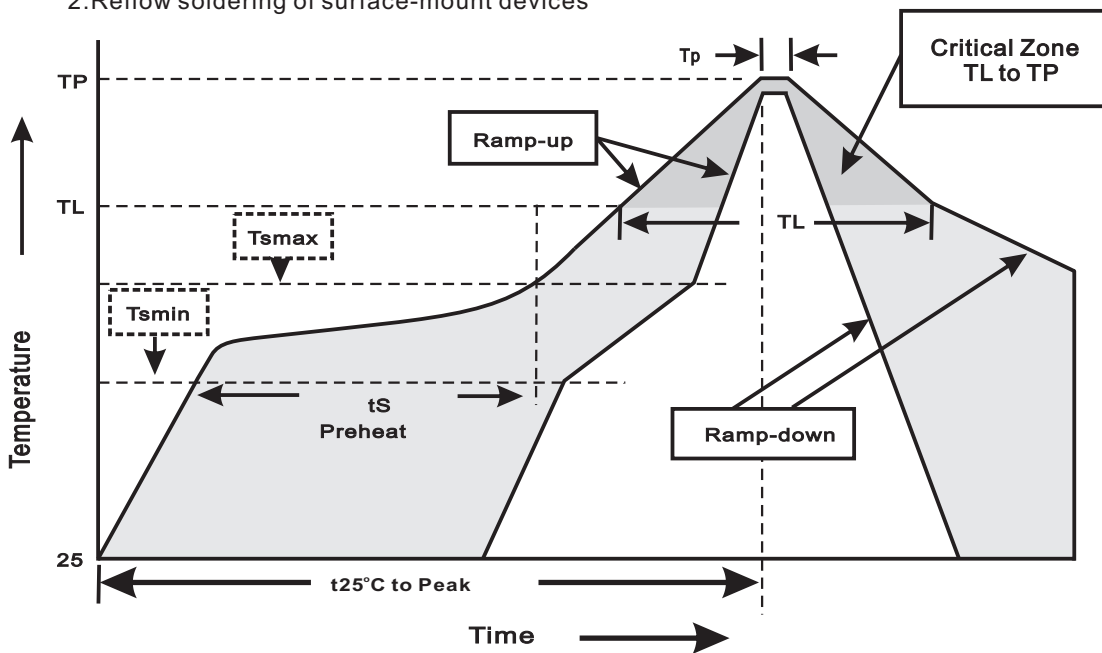 2.Reflow soldering of surface-mount devices
Tp
Critical Zone
TL to TP
TP
Ramp-up
TL
Tsmax
TL
Tsmin
tS
Preheat
Ramp-down
Temperature
25
t25°C to Peak
Time